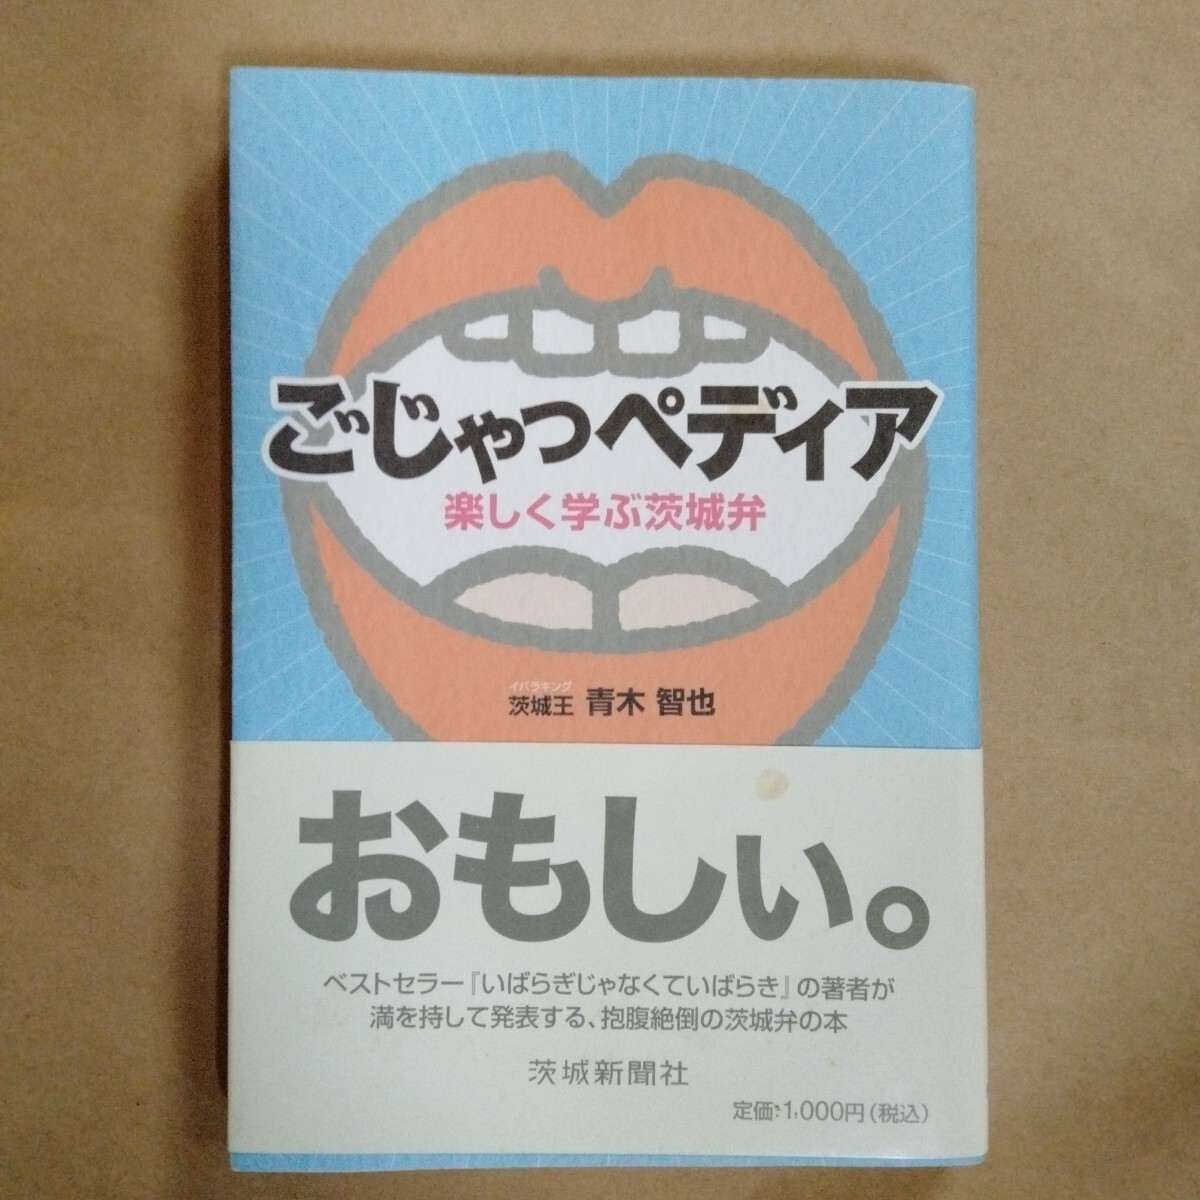 ごじゃっぺディア
楽しく学ぶ茨城弁
イバラキング
茨城王 青木 智也
おもしぃ。
ベストセラー『いばらぎじゃなくていばらき』の著者が
満を持して発表する、抱腹絶倒の茨城弁の本
茨城新聞社
定価:1,000円(税込)